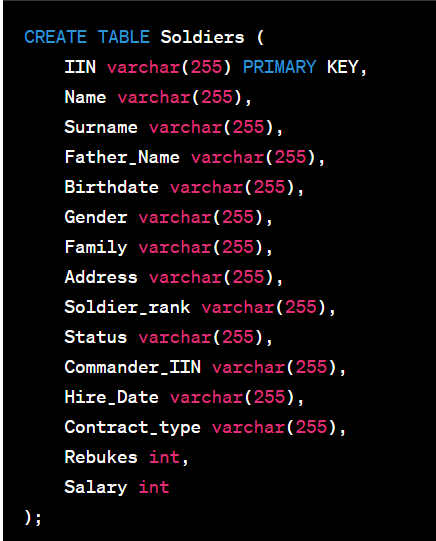 CREATE TABLE Soldiers (
    IIN varchar(255) PRIMARY KEY,
    Name varchar(255),
    Surname varchar(255),
    Father_Name varchar(255),
    Birthdate varchar(255),
    Gender varchar(255),
    Family varchar(255),
    Address varchar(255),
    Soldier_rank varchar(255),
    Status varchar(255),
    Commander_IIN varchar(255),
    Hire_Date varchar(255),
    Contract_type varchar(255),
    Rebukes int,
    Salary int
);